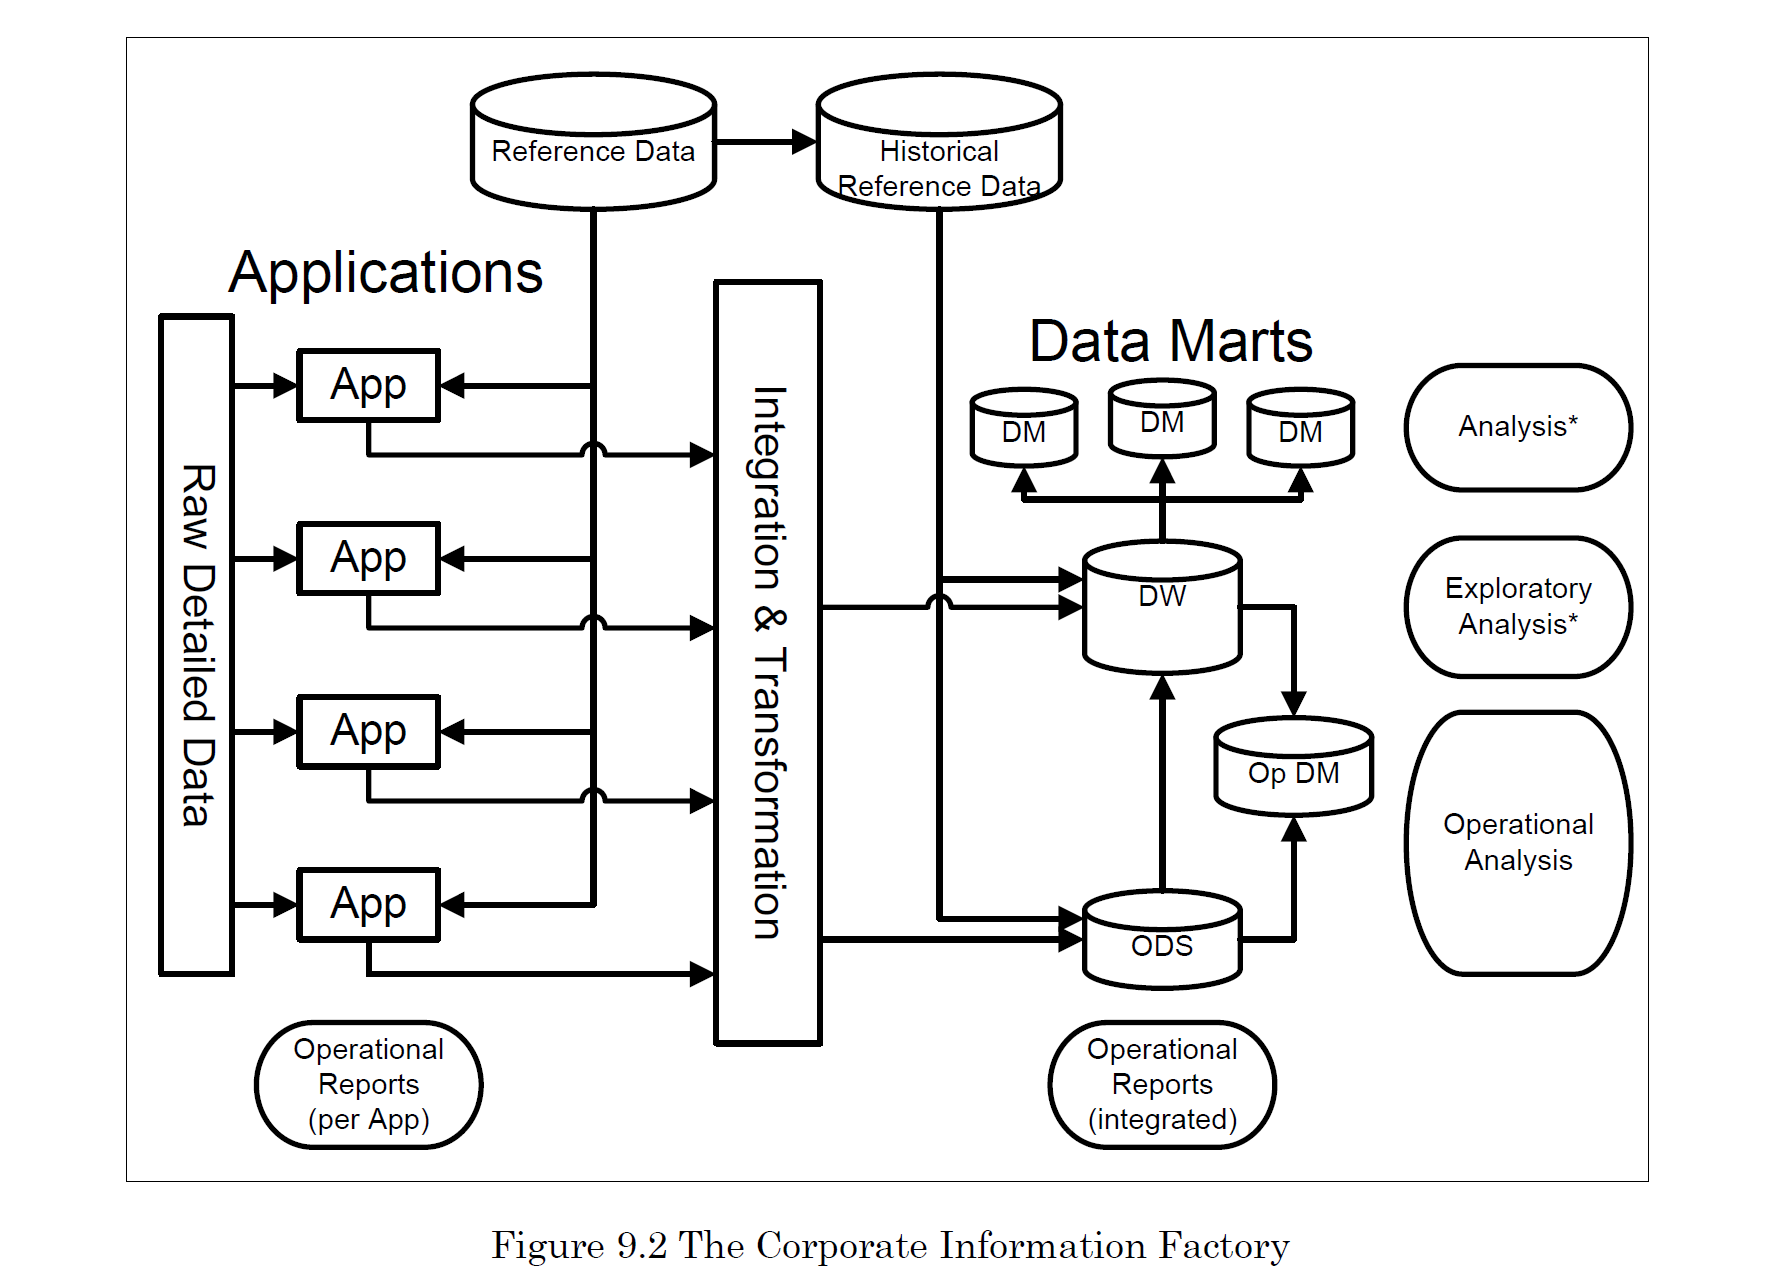 Reference Data
Historical
Reference Data
Applications
Data Marts
Raw Detailed Data
App
App
App
App
Integration & Transformation
DM
DM
DM
DW
Op DM
ODS
Analysis*
Exploratory
Analysis*
Operational
Analysis
Operational
Reports
(per App)
Operational
Reports
(integrated)
Figure 9.2 The Corporate Information Factory